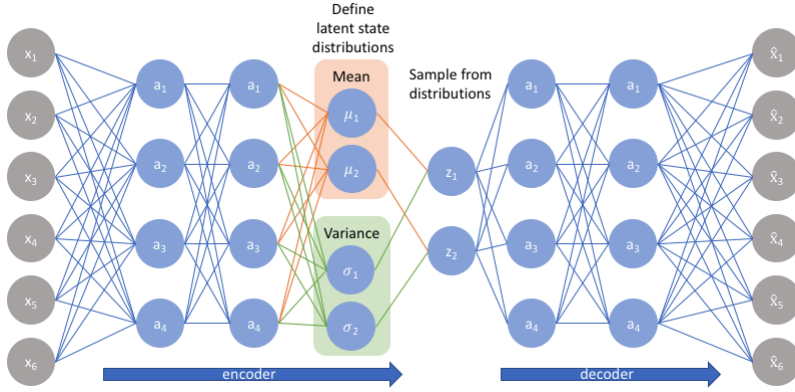 Define
latent state
distributions
Mean
Sample from
distributions
Variance
x₁
x₂
x₃
x₄
x₅
x₆
a₁
a₂
a₃
a₄
a₁
a₂
a₃
a₄
μ₁
μ₂
σ₁
σ₂
z₁
z₂
a₁
a₂
a₃
a₄
a₁
a₂
a₃
a₄
x̂₁
x̂₂
x̂₃
x̂₄
x̂₅
x̂₆
encoder
decoder